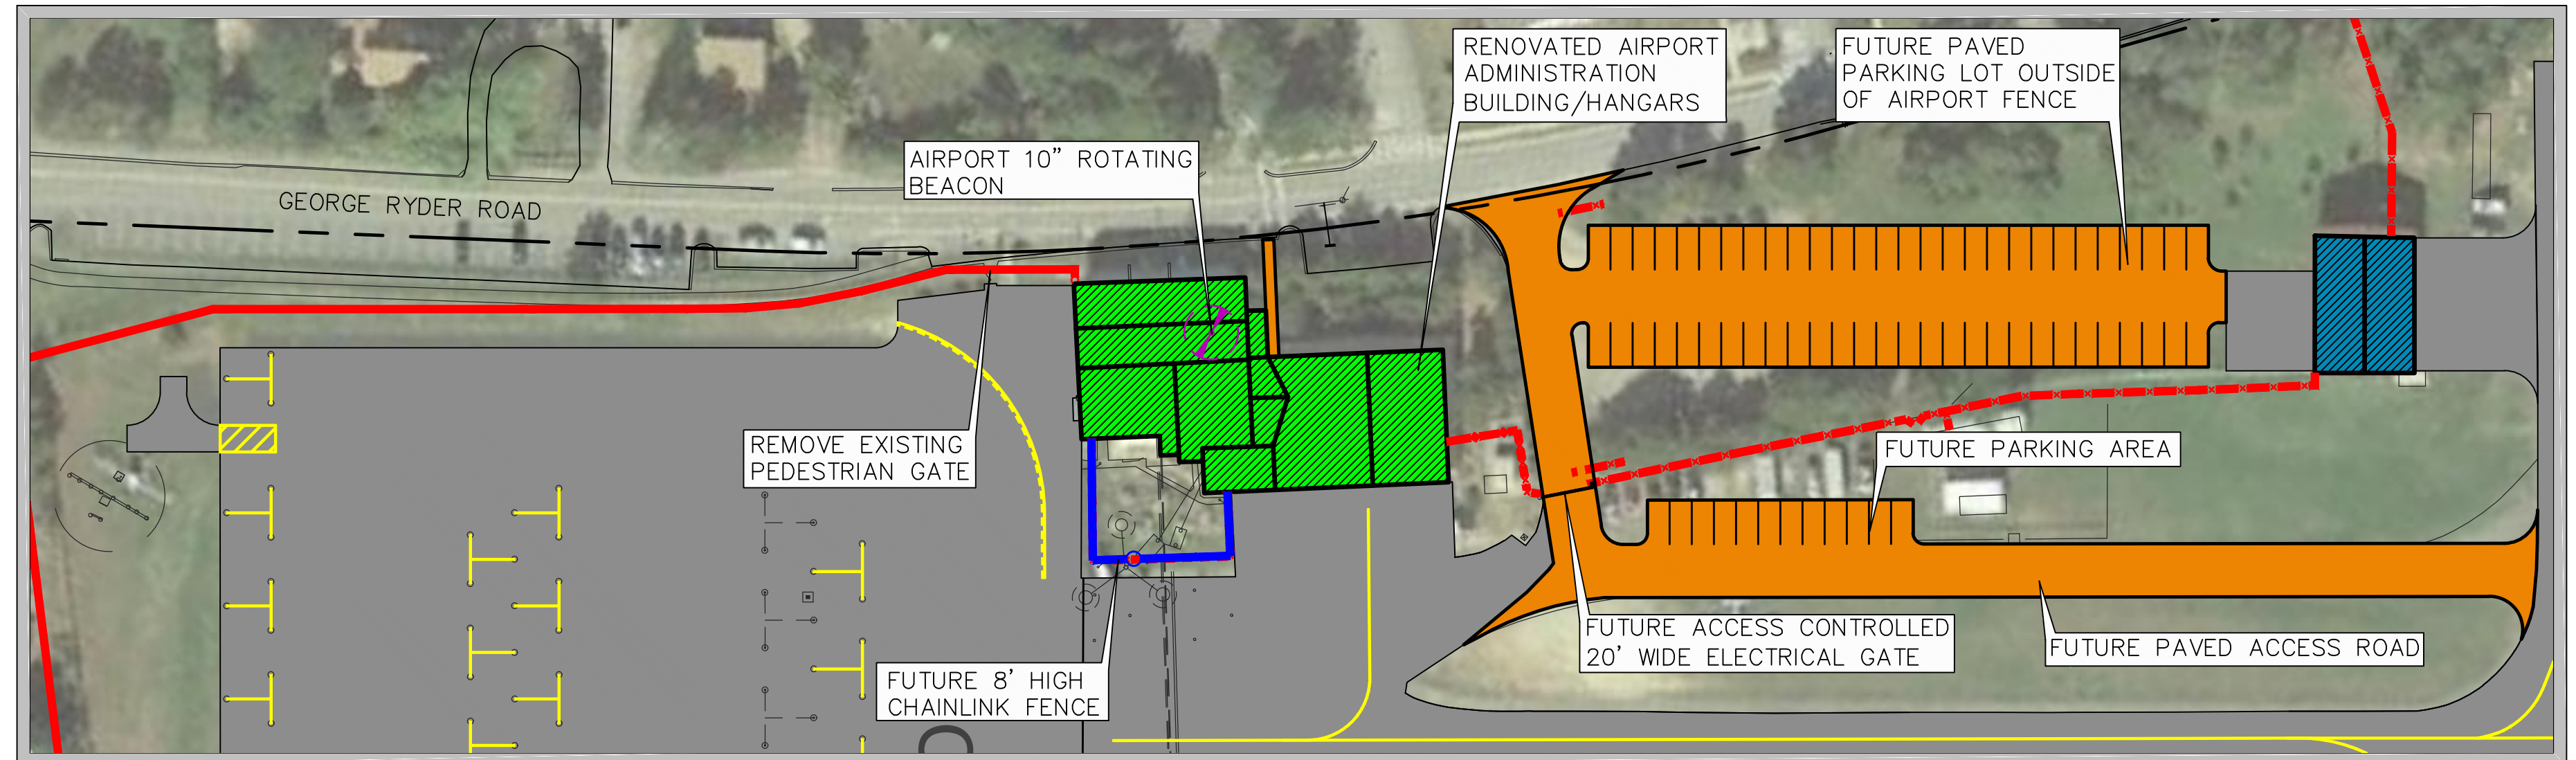 RENOVATED AIRPORT
ADMINISTRATION
BUILDING/HANGARS
FUTURE PAVED
PARKING LOT OUTSIDE
OF AIRPORT FENCE
AIRPORT 10” ROTATING
BEACON
GEORGE RYDER ROAD
REMOVE EXISTING
PEDESTRIAN GATE
FUTURE PARKING AREA
FUTURE ACCESS CONTROLLED
20’ WIDE ELECTRICAL GATE
FUTURE PAVED ACCESS ROAD
FUTURE 8’ HIGH
CHAINLINK FENCE